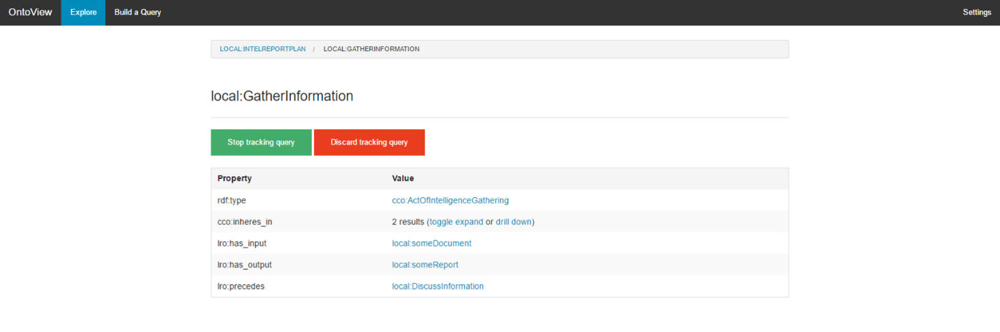 OntoView Explore Build a Query Settings
LOCAL:INTELREPORTPLAN / LOCAL:GATHERINFORMATION
local:GatherInformation
Stop tracking query Discard tracking query
Property Value
rdf:type cco:ActOfIntelligenceGathering
cco:inheres_in 2 results (toggle expand or drill down)
lro:has_input local:someDocument
lro:has_output local:someReport
lro:precedes local:DiscussInformation